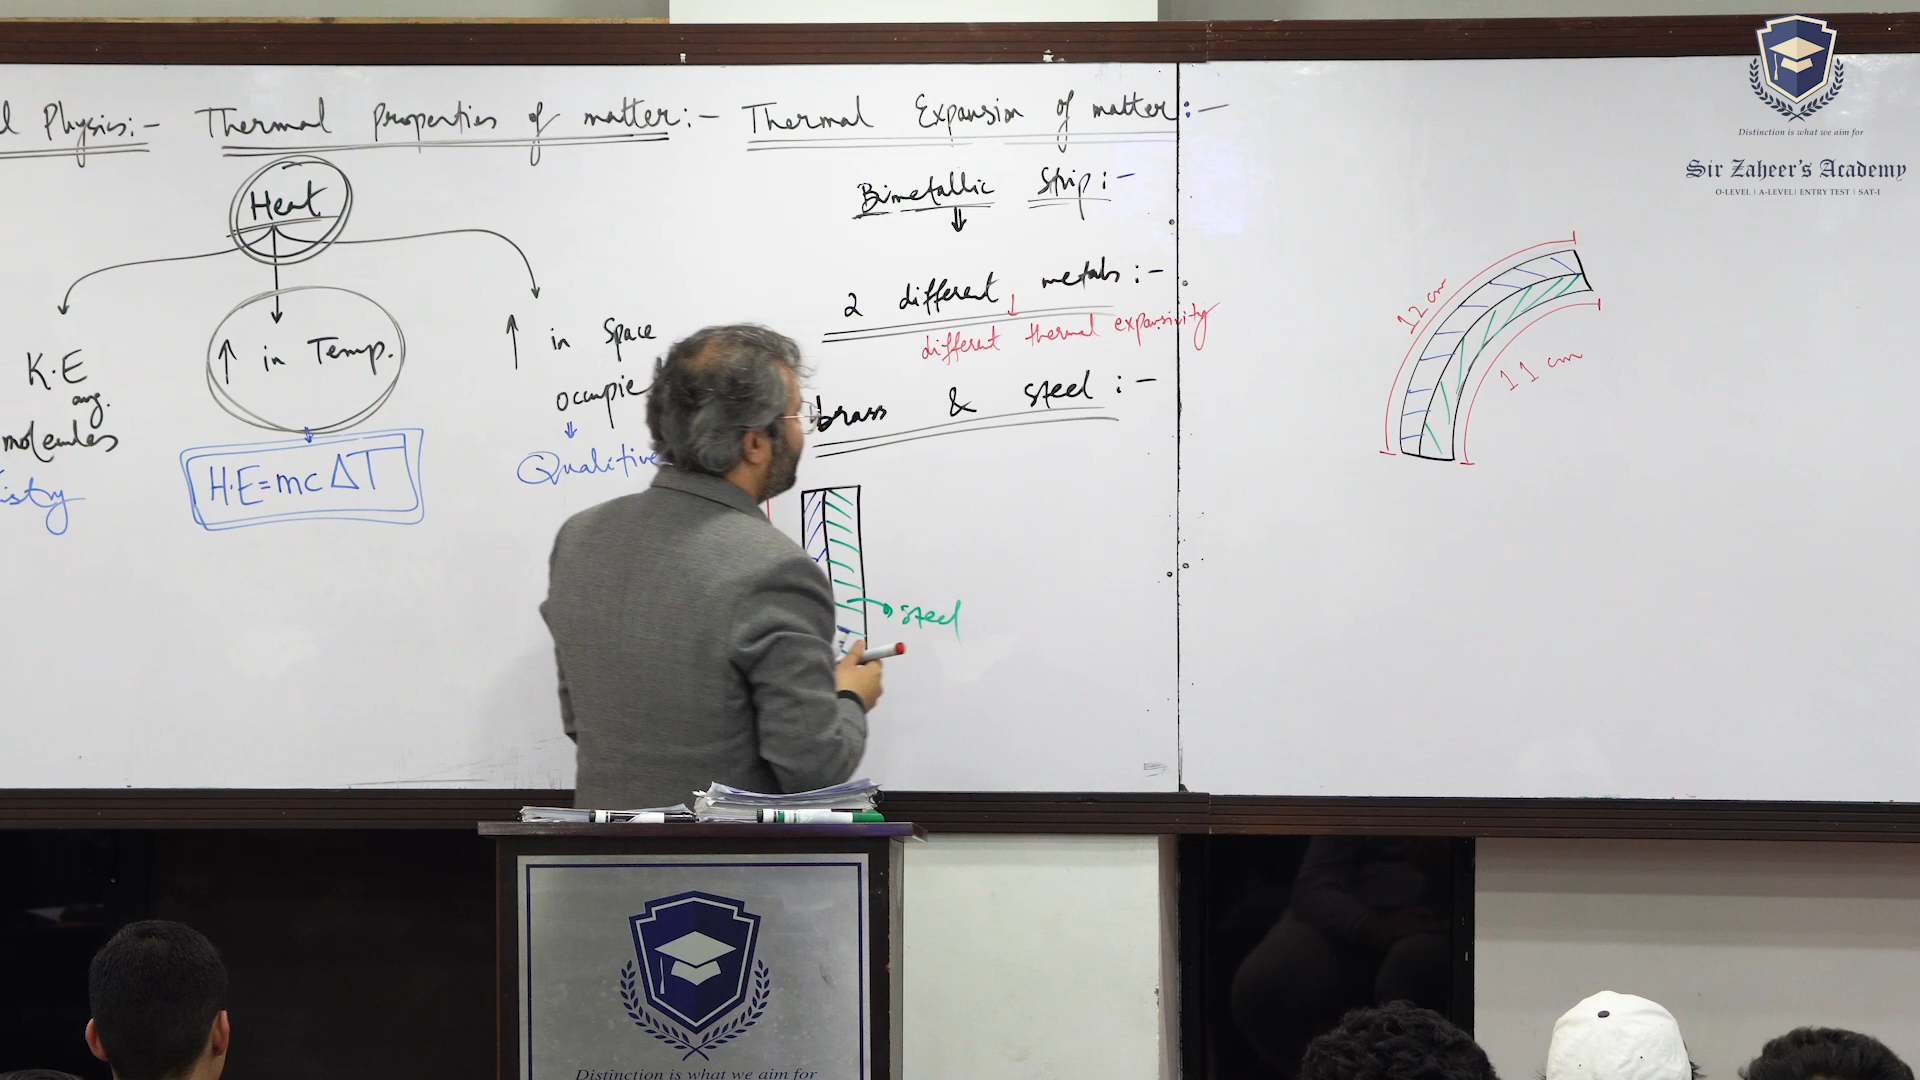 l Physics:-
Thermal Properties of matter:-
Heat
K.E
avg.
molecules
istry
↑ in Temp.
H.E=mcΔT
↑ in Space
occupie
Qualitive
Thermal Expansion of matter:-
Bimetallic Strip:-
2 different metals:-
different thermal expansivity
brass & steel:-
steel
12 cm
11 cm
Distinction is what we aim for
Sir Zaheer's Academy
O-LEVEL | A-LEVEL | ENTRY TEST | SAT-I
Distinction is what we aim for